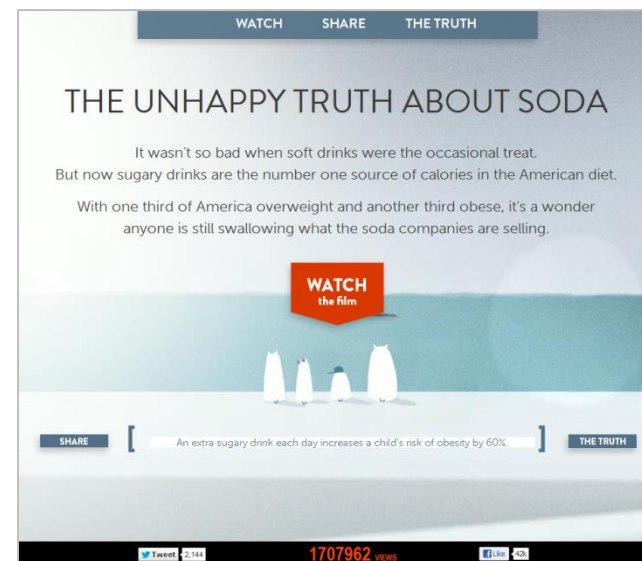 WATCH SHARE THE TRUTH
THE UNHAPPY TRUTH ABOUT SODA
It wasn't so bad when soft drinks were the occasional treat.
But now sugary drinks are the number one source of calories in the American diet.
With one third of America overweight and another third obese, it's a wonder
anyone is still swallowing what the soda companies are selling.
WATCH
the film
SHARE [ An extra sugary drink each day increases a child's risk of obesity by 60%. ] THE TRUTH
Tweet 2,144 1707962 VIEWS Like 42k